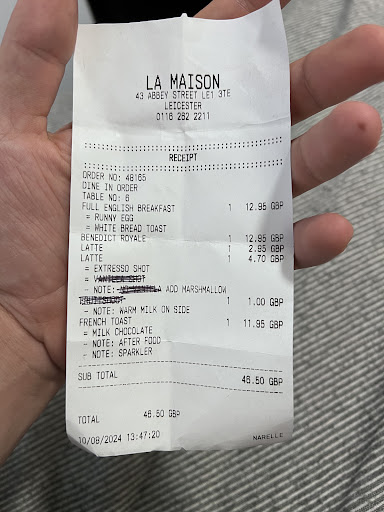 LA MAISON
43 ABBEY STREET LE1 3TE
LEICESTER
0116 262 2211
RECEIPT
ORDER NO: 48165
DINE IN ORDER
TABLE NO: 6
FULL ENGLISH BREAKFAST 1 12.95 GBP
= RUNNY EGG
= WHITE BREAD TOAST
BENEDICT ROYALE 1 12.95 GBP
LATTE 1 2.95 GBP
LATTE 1 4.70 GBP
= EXTRESSO SHOT
=
- NOTE: ADD MARSHMALLOW
1 1.00 GBP
- NOTE: WARM MILK ON SIDE
FRENCH TOAST 1 11.95 GBP
= MILK CHOCOLATE
- NOTE: AFTER FOOD
- NOTE: SPARKLER
SUB TOTAL 46.50 GBP
TOTAL 46.50 GBP
10/08/2024 13:47:20 NARELLE